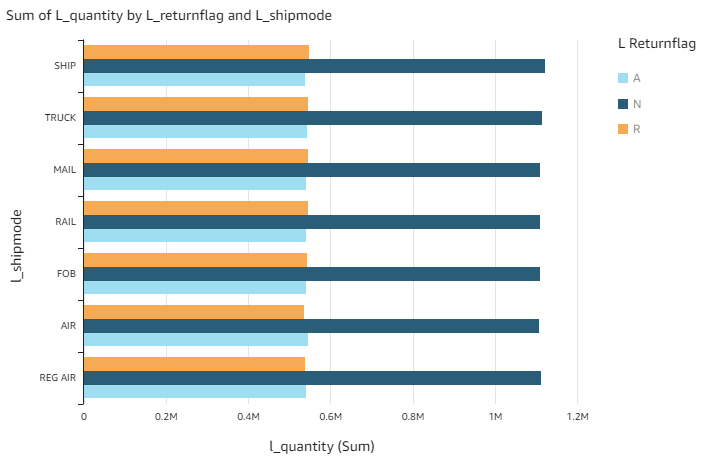 Sum of L_quantity by L_returnflag and L_shipmode
L Returnflag
A
N
R
l_shipmode
SHIP
TRUCK
MAIL
RAIL
FOB
AIR
REG AIR
0 0.2M 0.4M 0.6M 0.8M 1M 1.2M
l_quantity (Sum)